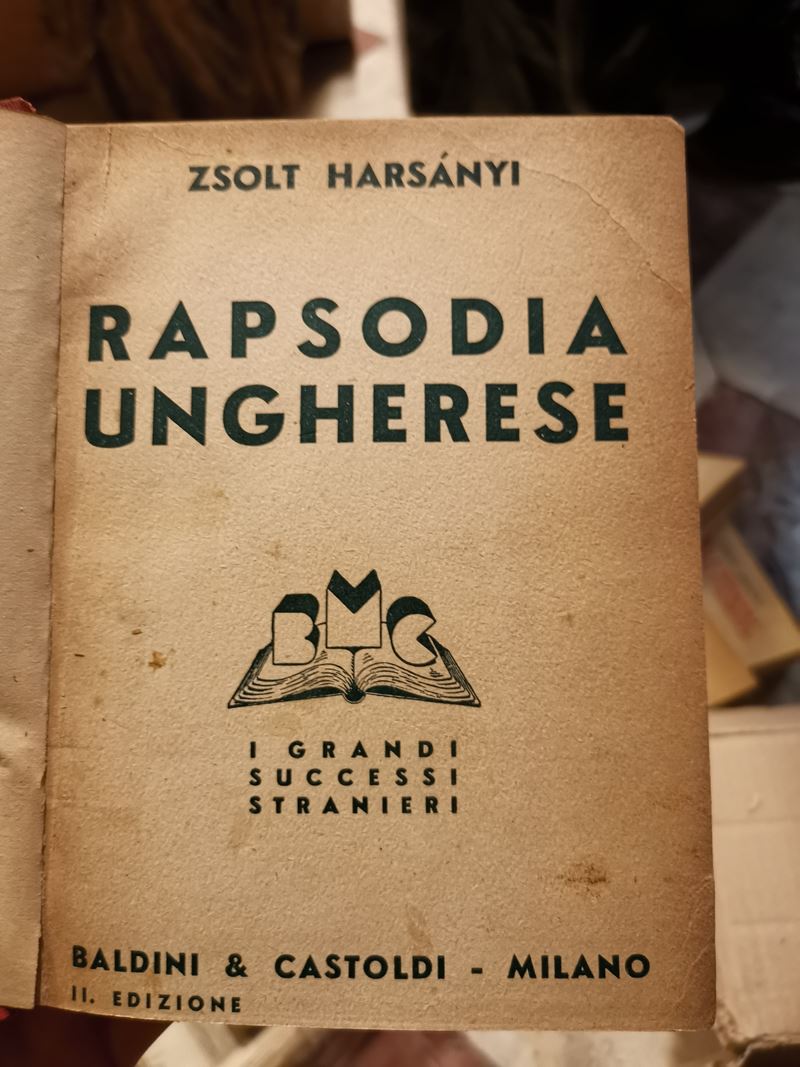 ZSOLT HARSÁNYI
RAPSODIA
UNGHERESE
BMC
I GRANDI
SUCCESSI
STRANIERI
BALDINI & CASTOLDI - MILANO
II. EDIZIONE